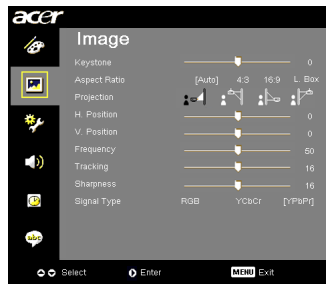 acer
Image
Keystone 0
Aspect Ratio [Auto] 4:3 16:9 L. Box
Projection
H. Position 0
V. Position 0
Frequency 50
Tracking 16
Sharpness 16
Signal Type RGB YCbCr [YPbPr]
abc
Select Enter MENU Exit